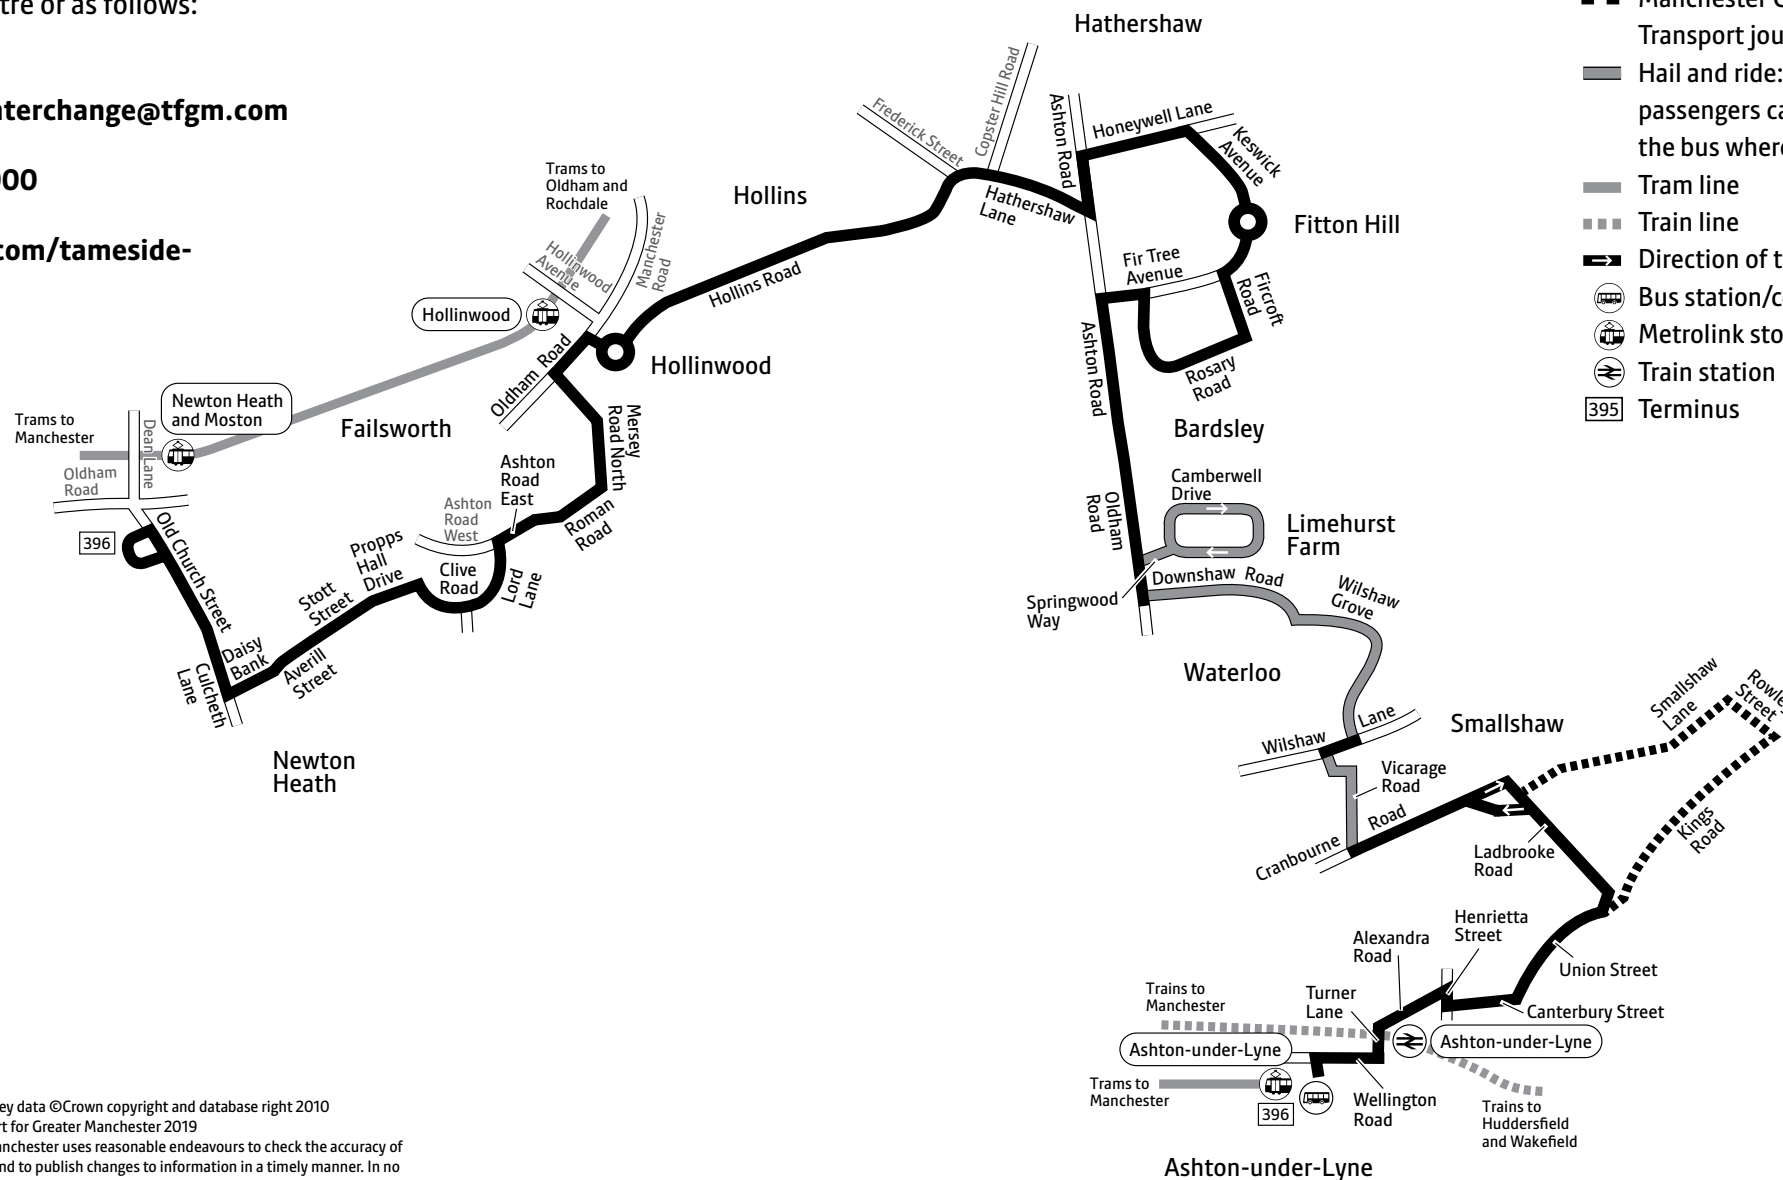 tre or as follows:
nterchange@tfgm.com
000
com/tameside-
Hathershaw
Transport jou
Hail and ride:
passengers ca
the bus where
Tram line
Train line
Direction of t
Bus station/c
Metrolink sto
Train station
395 Terminus
Frederick Street
Copster Hill Road
Ashton Road
Honeywell Lane
Keswick
Avenue
Hathershaw
Lane
Fitton Hill
Fir Tree
Avenue
Fircroft
Road
Rosary
Road
Ashton Road
Bardsley
Trams to
Oldham and
Rochdale
Hollins
Hollinwood
Avenue
Manchester
Road
Hollins Road
Hollinwood
Hollinwood
Oldham Road
Newton Heath
and Moston
Trams to
Manchester
Dean Lane
Oldham
Road
Failsworth
Mersey
Road North
Ashton
Road
East
Ashton
Road
West
Roman
Road
396
Old Church Street
Propps
Hall
Drive
Clive
Road
Lord
Lane
Stott
Street
Daisy
Bank
Averill
Street
Culcheth
Lane
Newton
Heath
Camberwell
Drive
Oldham
Road
Limehurst
Farm
Downshaw Road
Springwood
Way
Wilshaw
Grove
Waterloo
Wilshaw Lane
Smallshaw
Smallshaw
Lane
Street
Vicarage
Road
Cranbourne Road
Ladbrooke
Road
Kings
Road
Henrietta
Street
Alexandra
Road
Union Street
Turner
Lane
Canterbury Street
Trains to
Manchester
Ashton-under-Lyne
Ashton-under-Lyne
Trams to
Manchester
396
Wellington
Road
Trains to
Huddersfield
and Wakefield
Ashton-under-Lyne
ey data ©Crown copyright and database right 2010
rt for Greater Manchester 2019
anchester uses reasonable endeavours to check the accuracy of
nd to publish changes to information in a timely manner. In no